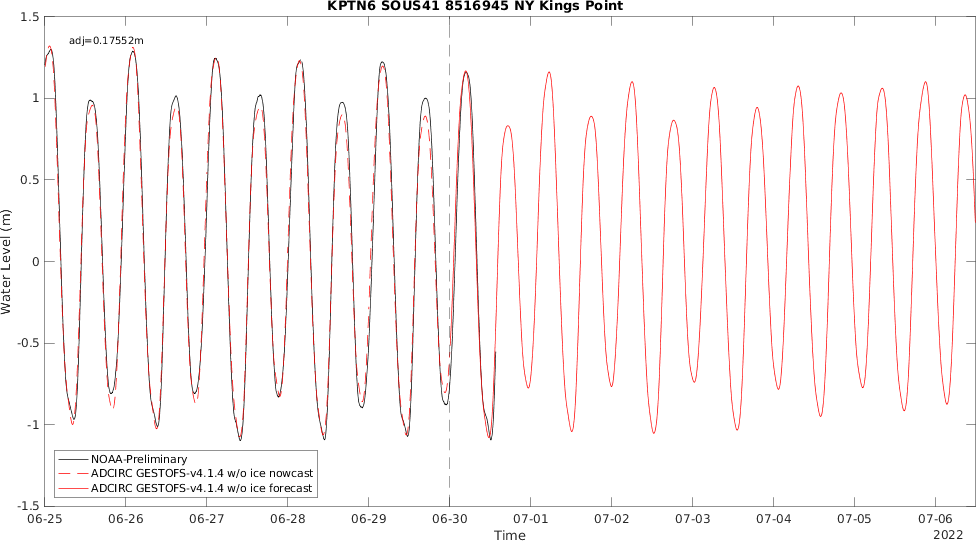 KPTN6 SOUS41 8516945 NY Kings Point
adj=0.17552m
1.5
1
0.5
0
-0.5
-1
-1.5
Water Level (m)
NOAA-Preliminary
ADCIRC GESTOFS-v4.1.4 w/o ice nowcast
ADCIRC GESTOFS-v4.1.4 w/o ice forecast
06-25 06-26 06-27 06-28 06-29 06-30 07-01 07-02 07-03 07-04 07-05 07-06
Time
2022